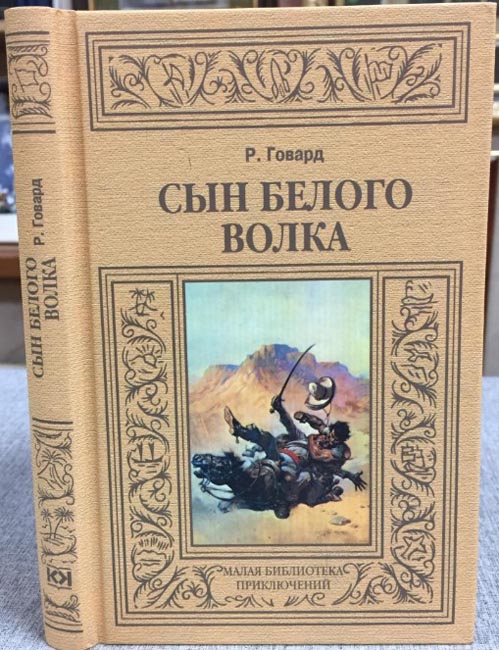 Р. Говард
СЫН БЕЛОГО
ВОЛКА
МАЛАЯ БИБЛИОТЕКА
ПРИКЛЮЧЕНИЙ
Р. Говард
СЫН БЕЛОГО
ВОЛКА